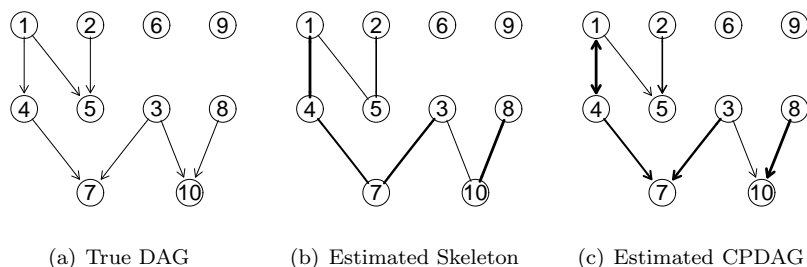 1 2 6 9 1 2 6 9 1 2 6 9
4 5 3 8 4 5 3 8 4 5 3 8
7 10 7 10 7 10
(a) True DAG (b) Estimated Skeleton (c) Estimated CPDAG